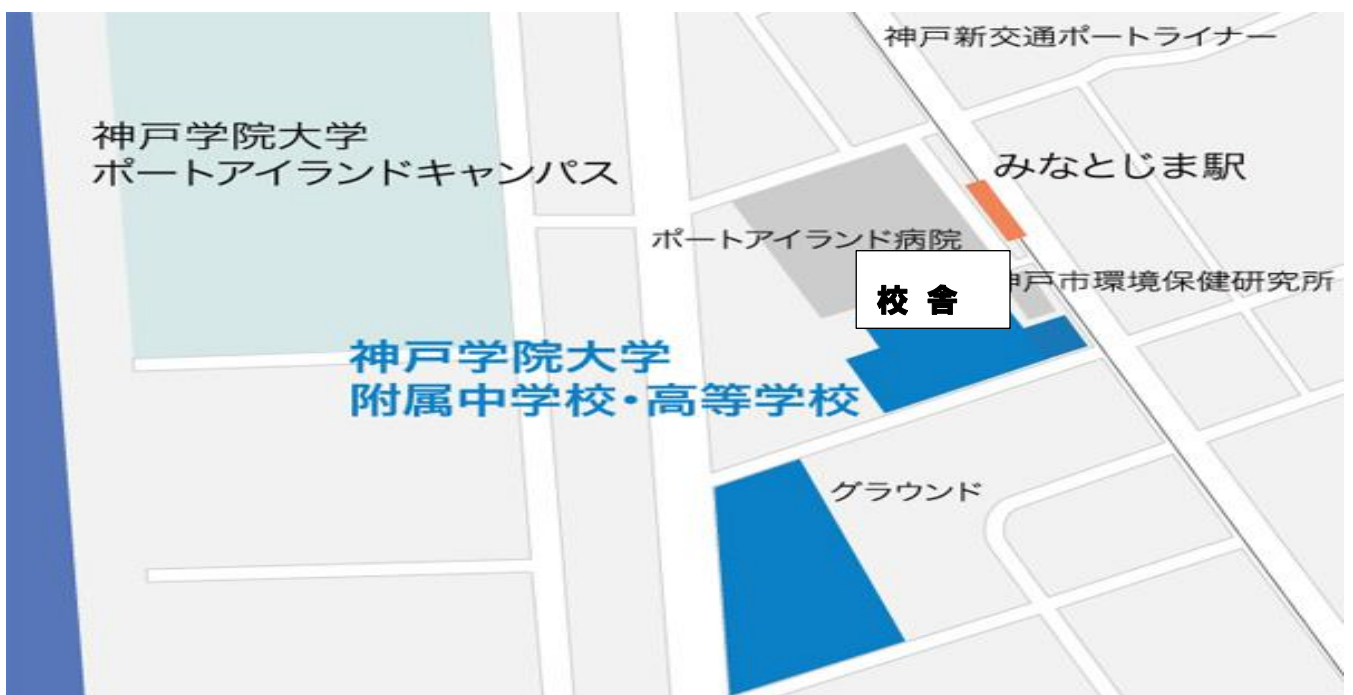 神戸新交通ポートライナー
神戸学院大学
ポートアイランドキャンパス
みなとじま駅
ポートアイランド病院
校舎
戸市環境保健研究所
神戸学院大学
附属中学校・高等学校
グラウンド